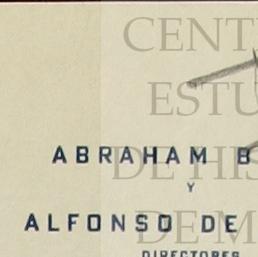 CENT
ESTU
ABRAHAM B
DE HIS
Y
ALFONSO DE
DE M
DIRECTORES